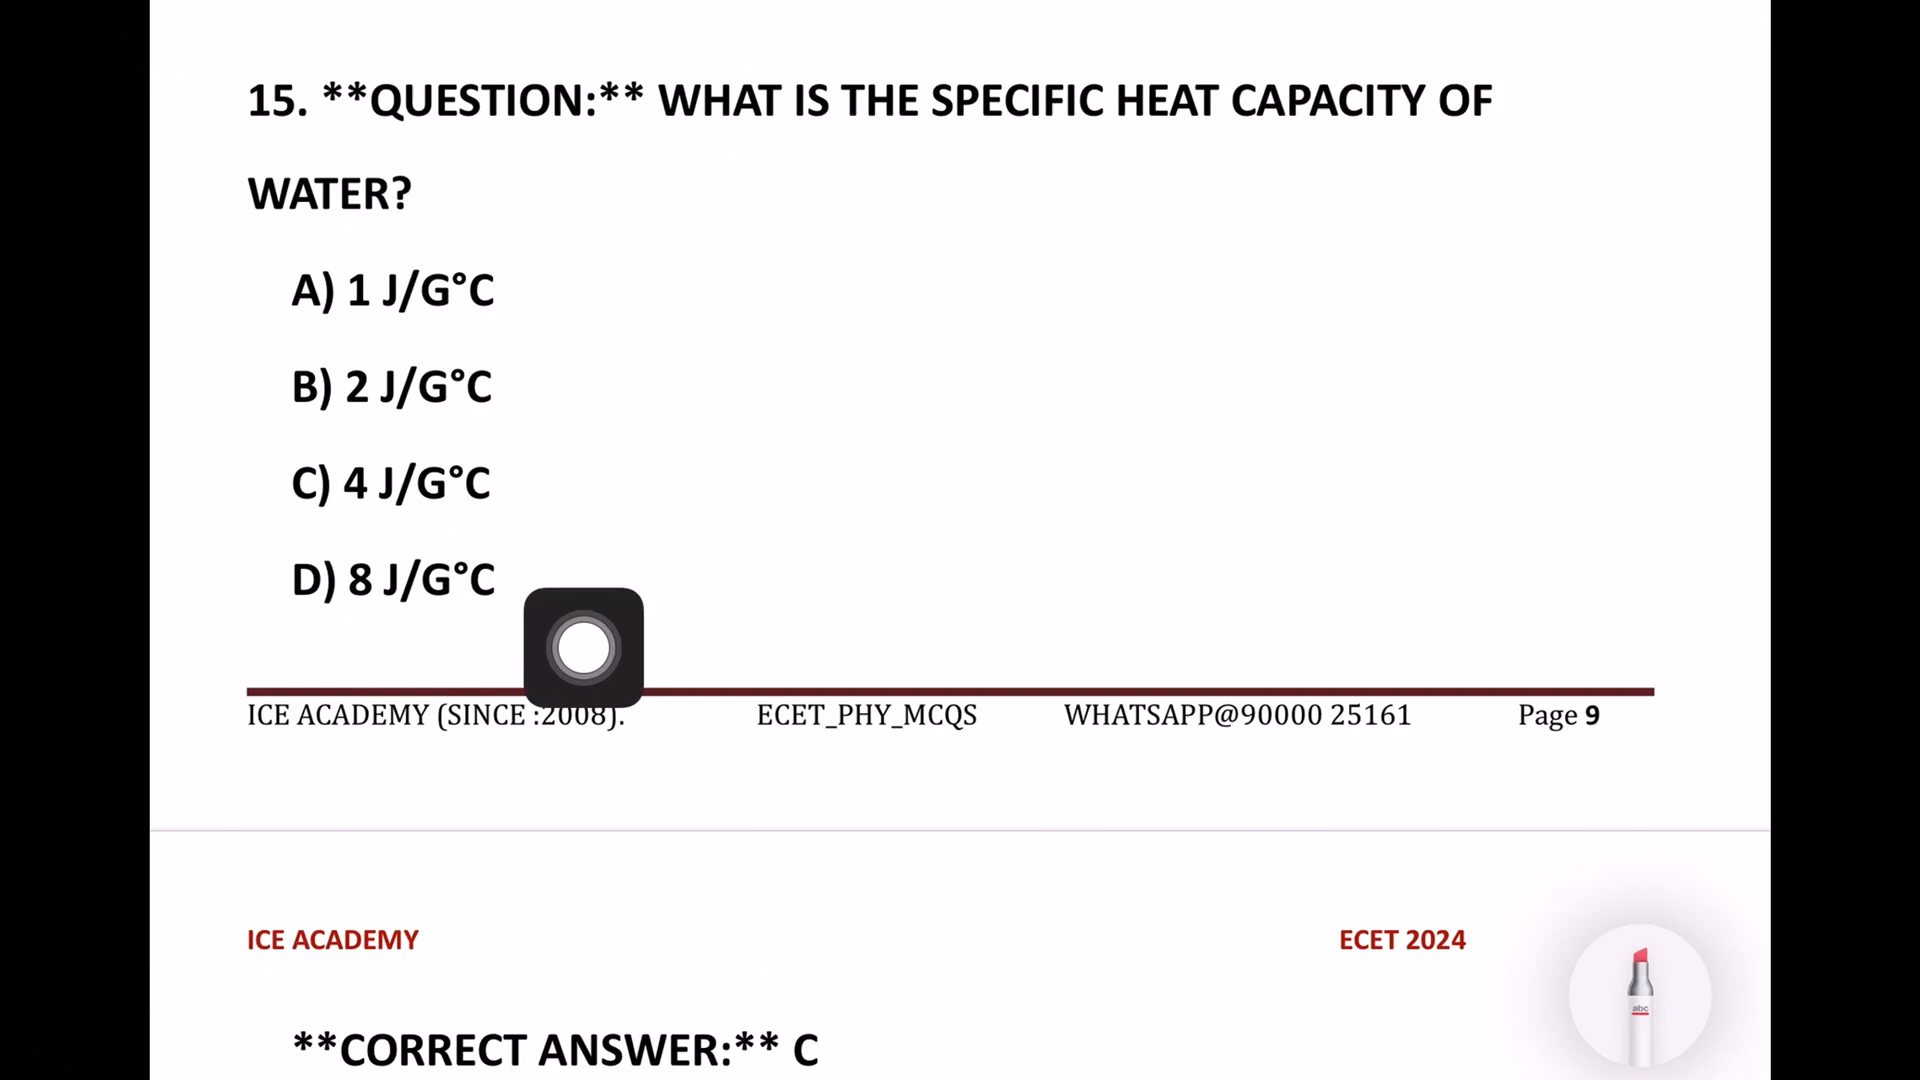 15. **QUESTION:** WHAT IS THE SPECIFIC HEAT CAPACITY OF
WATER?
A) 1 J/G°C
B) 2 J/G°C
C) 4 J/G°C
D) 8 J/G°C
ICE ACADEMY (SINCE :2008). ECET_PHY_MCQS WHATSAPP@90000 25161 Page 9
ICE ACADEMY ECET 2024
abc
**CORRECT ANSWER:** C